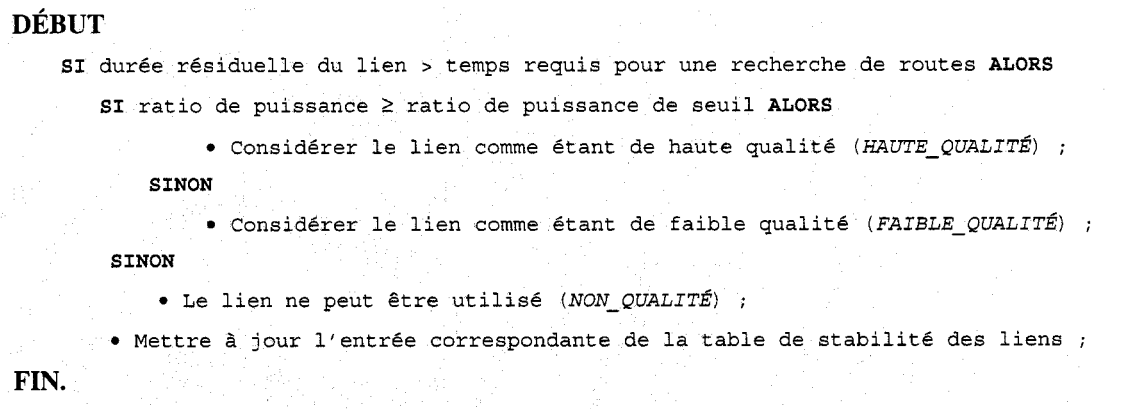 DÉBUT
SI durée résiduelle du lien > temps requis pour une recherche de routes ALORS
SI ratio de puissance ≥ ratio de puissance de seuil ALORS
• Considérer le lien comme étant de haute qualité (HAUTE_QUALITÉ) ;
SINON
• Considérer le lien comme étant de faible qualité (FAIBLE_QUALITÉ) ;
SINON
• Le lien ne peut être utilisé (NON_QUALITÉ) ;
• Mettre à jour l'entrée correspondante de la table de stabilité des liens ;
FIN.